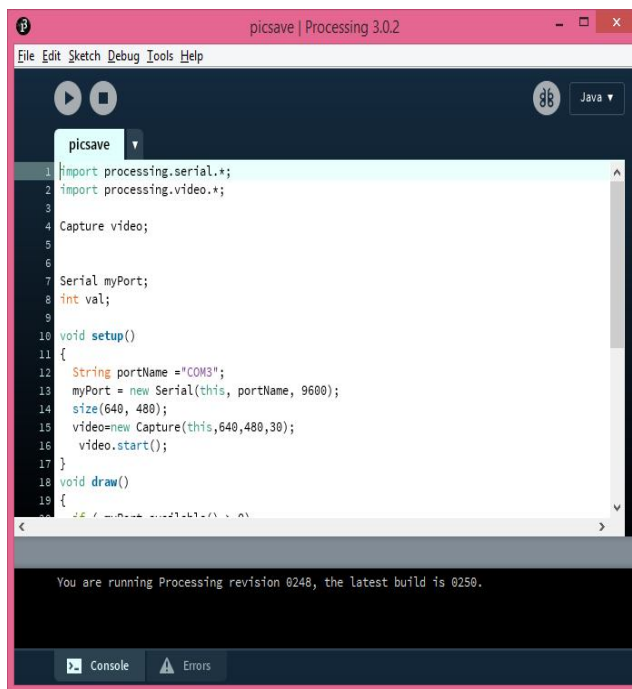 picsave | Processing 3.0.2
File Edit Sketch Debug Tools Help
Java
picsave
1 import processing.serial.*;
2 import processing.video.*;
3
4 Capture video;
5
6
7 Serial myPort;
8 int val;
9
10 void setup()
11 {
12 String portName ="COM3";
13 myPort = new Serial(this, portName, 9600);
14 size(640, 480);
15 video=new Capture(this,640,480,30);
16 video.start();
17 }
18 void draw()
19 {
if ( myPort.available() > 0)
You are running Processing revision 0248, the latest build is 0250.
Console Errors